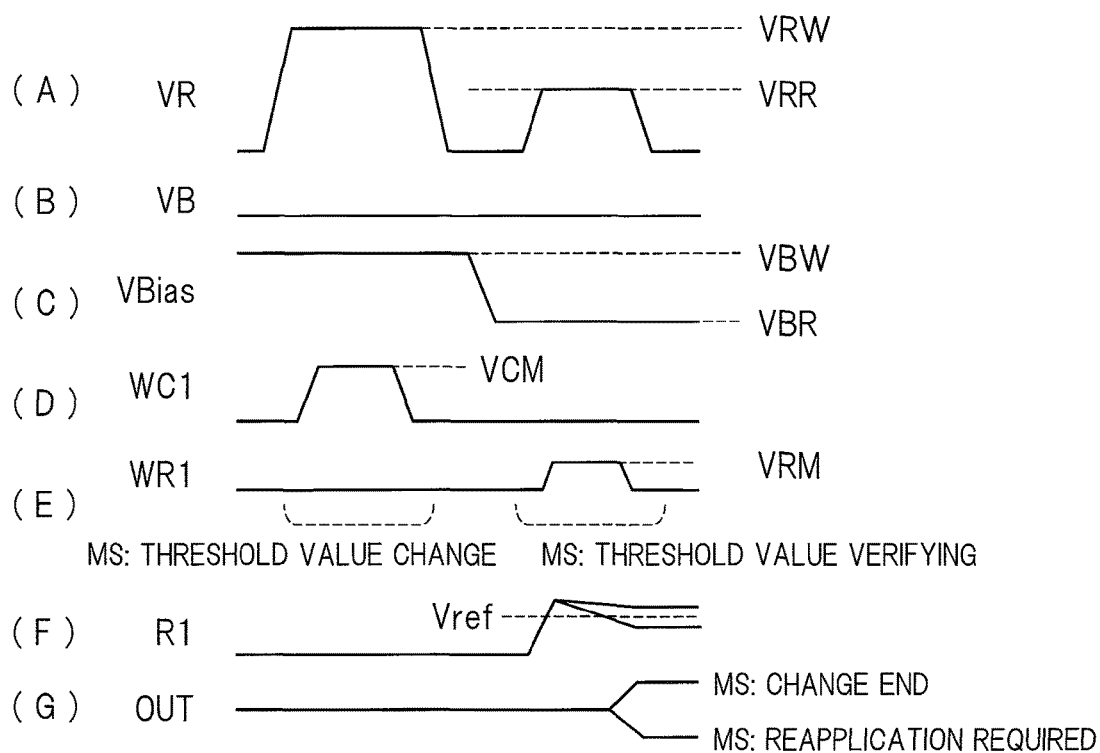 VRW
(A) VR VRR
(B) VB
VBW
(C) VBias
VBR
(D) WC1 VCM
(E) WR1 VRM
MS: THRESHOLD VALUE CHANGE MS: THRESHOLD VALUE VERIFYING
(F) R1 Vref
(G) OUT MS: CHANGE END
MS: REAPPLICATION REQUIRED